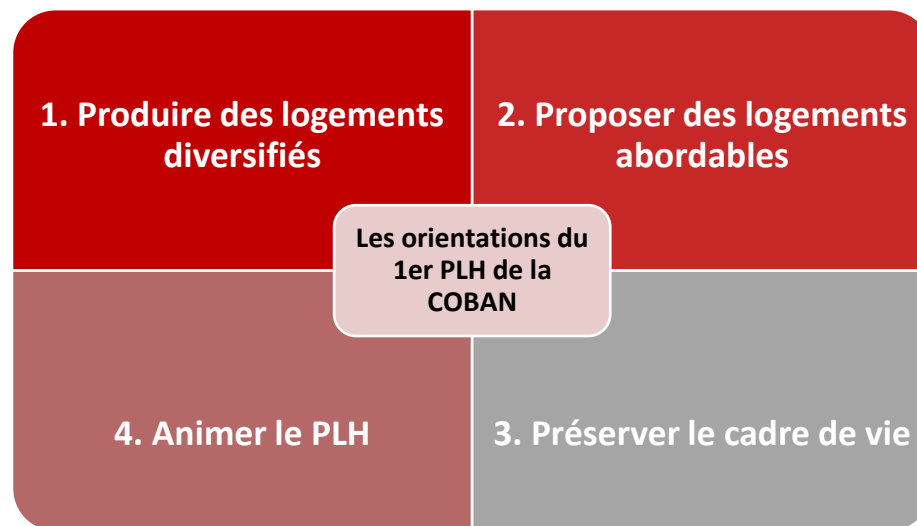 1. Produire des logements
diversifiés
2. Proposer des logements
abordables
Les orientations du
1er PLH de la
COBAN
4. Animer le PLH
3. Préserver le cadre de vie